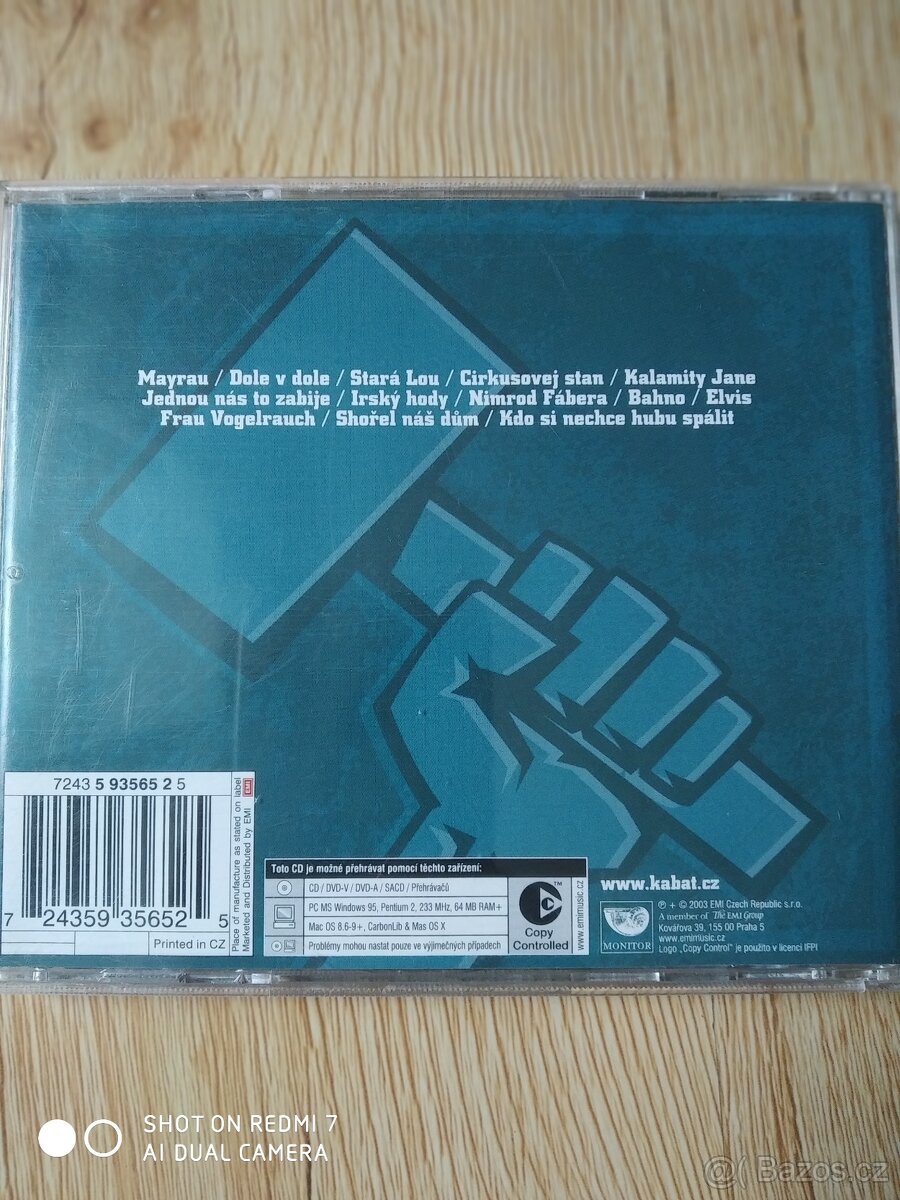 Mayrau / Dole v dole / Stará Lou / Cirkusovej stan / Kalamity Jane
Jednou nás to zabije / Irský hody / Nimrod Fábera / Bahno / Elvis
Frau Vogelrauch / Shořel náš dům / Kdo si nechce hubu spálit
7243 5 93565 2 5
7 24359 35652 5
Printed in CZ
Place of manufacture as stated on label
Marketed and Distributed by EMI
EMI
Toto CD je možné přehrávat pomocí těchto zařízení:
CD / DVD-V / DVD-A / SACD / Přehrávačů
PC MS Windows 95, Pentium 2, 233 MHz, 64 MB RAM+
Mac OS 8.6-9+, CarbonLib & Mac OS X
Problémy mohou nastat pouze ve výjimečných případech
TM
Copy
Controlled
www.emimusic.cz
www.kabat.cz
MONITOR
℗ + © 2003 EMI Czech Republic s.r.o.
A member of The EMI Group
Kovářova 39, 155 00 Praha 5
www.emimusic.cz
Logo „Copy Control" je použito v licenci IFPI
SHOT ON REDMI 7
AI DUAL CAMERA
@ Bazos.cz